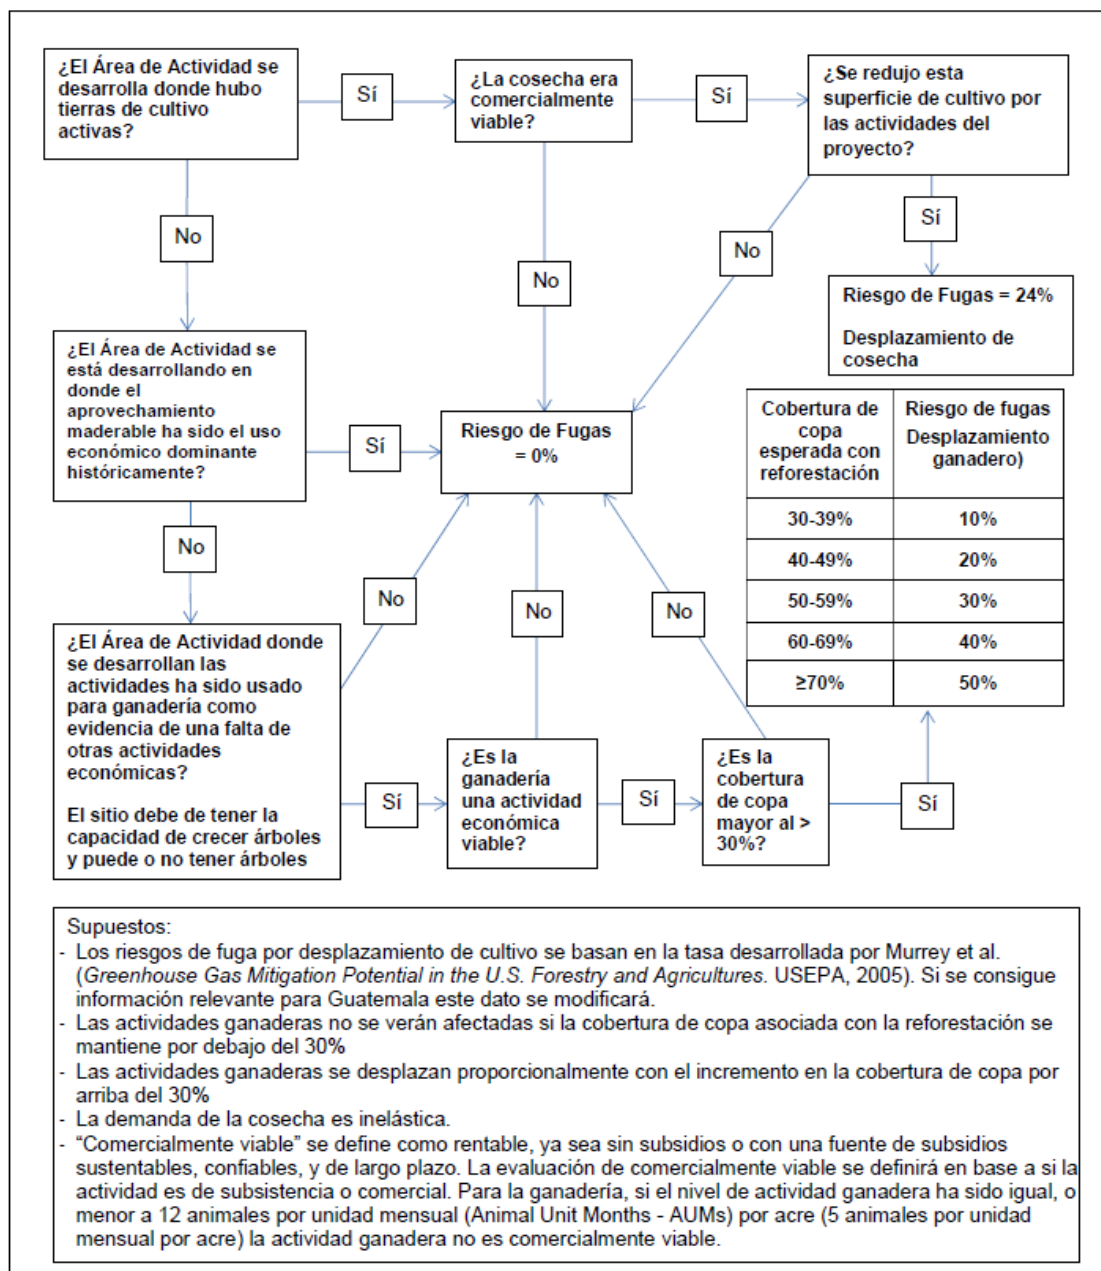 ¿El Área de Actividad se
desarrolla donde hubo
tierras de cultivo
activas?
Sí
¿La cosecha era
comercialmente
viable?
Sí
¿Se redujo esta
superficie de cultivo por
las actividades del
proyecto?
No
No
No
Sí
Riesgo de Fugas = 24%
Desplazamiento de
cosecha
¿El Área de Actividad se
está desarrollando en
donde el
aprovechamiento
maderable ha sido el uso
económico dominante
históricamente?
Sí
Riesgo de Fugas
= 0%
Cobertura de
copa
esperada con
reforestación
Riesgo de fugas
Desplazamiento
ganadero)
30-39%
10%
40-49%
20%
50-59%
30%
60-69%
40%
≥70%
50%
No
No
No
No
¿El Área de Actividad donde
se desarrollan las
actividades ha sido usado
para ganadería como
evidencia de una falta de
otras actividades
económicas?
El sitio debe de tener la
capacidad de crecer árboles
y puede o no tener árboles
Sí
¿Es la
ganadería
una actividad
económica
viable?
Sí
¿Es la
cobertura
de copa
mayor al >
30%?
Sí
Supuestos:
- Los riesgos de fuga por desplazamiento de cultivo se basan en la tasa desarrollada por Murrey et al.
(Greenhouse Gas Mitigation Potential in the U.S. Forestry and Agricultures. USEPA, 2005). Si se consigue
información relevante para Guatemala este dato se modificará.
- Las actividades ganaderas no se verán afectadas si la cobertura de copa asociada con la reforestación se
mantiene por debajo del 30%
- Las actividades ganaderas se desplazan proporcionalmente con el incremento en la cobertura de copa por
arriba del 30%
- La demanda de la cosecha es inelástica.
- “Comercialmente viable” se define como rentable, ya sea sin subsidios o con una fuente de subsidios
sustentables, confiables, y de largo plazo. La evaluación de comercialmente viable se definirá en base a si la
actividad es de subsistencia o comercial. Para la ganadería, si el nivel de actividad ganadera ha sido igual, o
menor a 12 animales por unidad mensual (Animal Unit Months - AUMs) por acre (5 animales por unidad
mensual por acre) la actividad ganadera no es comercialmente viable.